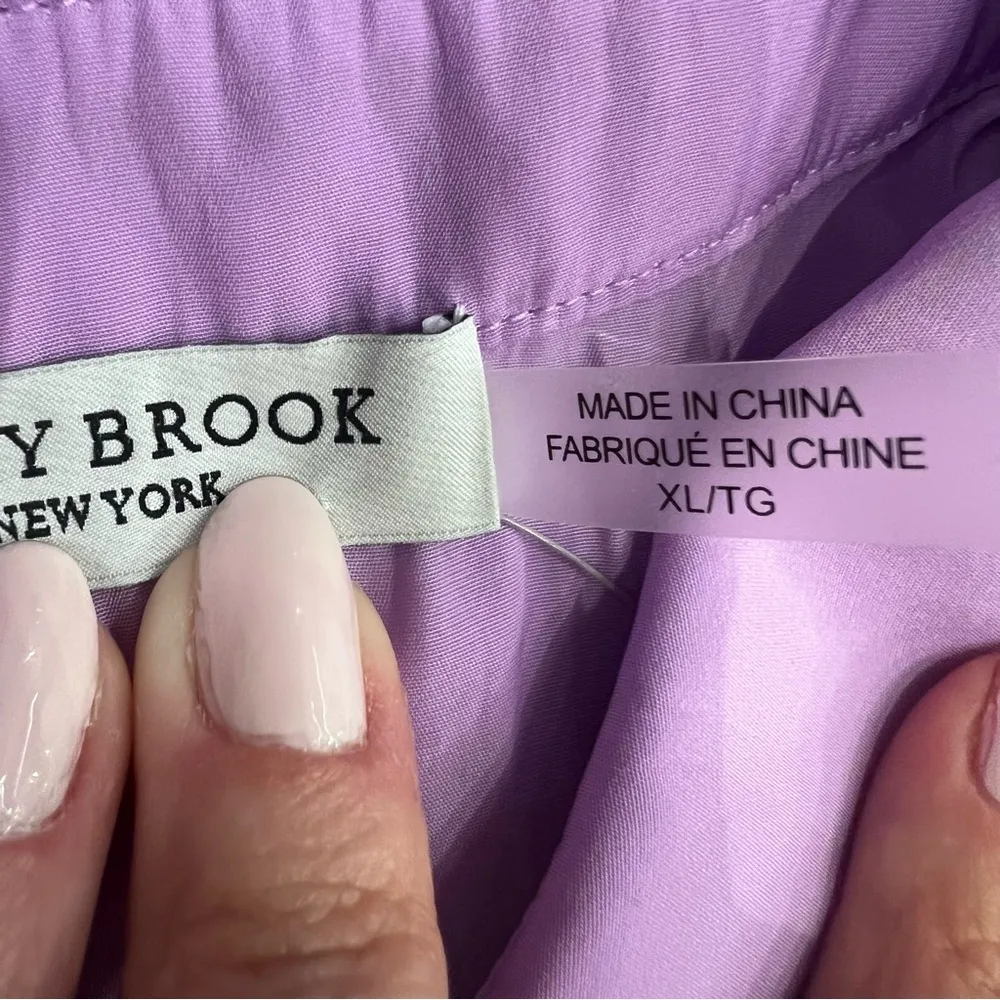 Y BROOK
NEW YORK
MADE IN CHINA
FABRIQUÉ EN CHINE
XL/TG